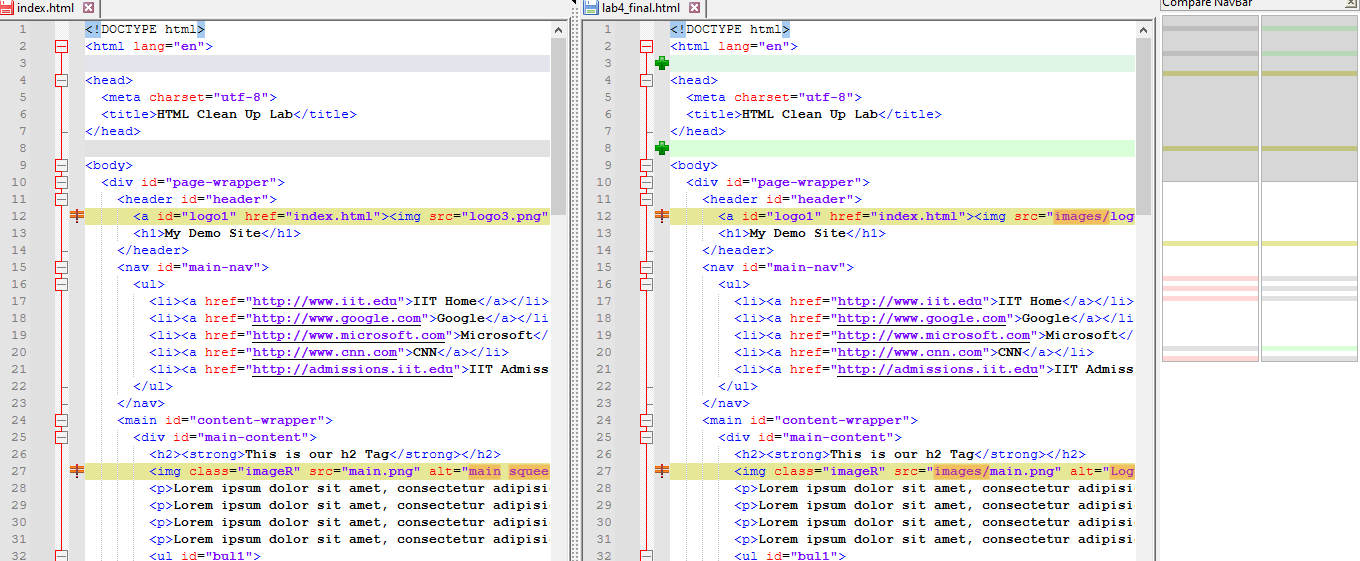 index.html
1 <!DOCTYPE html>
2 <html lang="en">
3
4 <head>
5 <meta charset="utf-8">
6 <title>HTML Clean Up Lab</title>
7 </head>
8
9 <body>
10 <div id="page-wrapper">
11 <header id="header">
12 <a id="logo1" href="index.html"><img src="logo3.png"
13 <h1>My Demo Site</h1>
14 </header>
15 <nav id="main-nav">
16 <ul>
17 <li><a href="http://www.iit.edu">IIT Home</a></li>
18 <li><a href="http://www.google.com">Google</a></li
19 <li><a href="http://www.microsoft.com">Microsoft</
20 <li><a href="http://www.cnn.com">CNN</a></li>
21 <li><a href="http://admissions.iit.edu">IIT Admiss
22 </ul>
23 </nav>
24 <main id="content-wrapper">
25 <div id="main-content">
26 <h2><strong>This is our h2 Tag</strong></h2>
27 <img class="imageR" src="main.png" alt="main squee
28 <p>Lorem ipsum dolor sit amet, consectetur adipisi
29 <p>Lorem ipsum dolor sit amet, consectetur adipisi
30 <p>Lorem ipsum dolor sit amet, consectetur adipisi
31 <p>Lorem ipsum dolor sit amet, consectetur adipisi
32 <ul id="bul1">
lab4_final.html
1 <!DOCTYPE html>
2 <html lang="en">
3
4 <head>
5 <meta charset="utf-8">
6 <title>HTML Clean Up Lab</title>
7 </head>
8
9 <body>
10 <div id="page-wrapper">
11 <header id="header">
12 <a id="logo1" href="index.html"><img src="images/log
13 <h1>My Demo Site</h1>
14 </header>
15 <nav id="main-nav">
16 <ul>
17 <li><a href="http://www.iit.edu">IIT Home</a></li>
18 <li><a href="http://www.google.com">Google</a></li
19 <li><a href="http://www.microsoft.com">Microsoft</
20 <li><a href="http://www.cnn.com">CNN</a></li>
21 <li><a href="http://admissions.iit.edu">IIT Admiss
22 </ul>
23 </nav>
24 <main id="content-wrapper">
25 <div id="main-content">
26 <h2><strong>This is our h2 Tag</strong></h2>
27 <img class="imageR" src="images/main.png" alt="Log
28 <p>Lorem ipsum dolor sit amet, consectetur adipisi
29 <p>Lorem ipsum dolor sit amet, consectetur adipisi
30 <p>Lorem ipsum dolor sit amet, consectetur adipisi
31 <p>Lorem ipsum dolor sit amet, consectetur adipisi
32 <ul id="bul1">
Compare NavBar